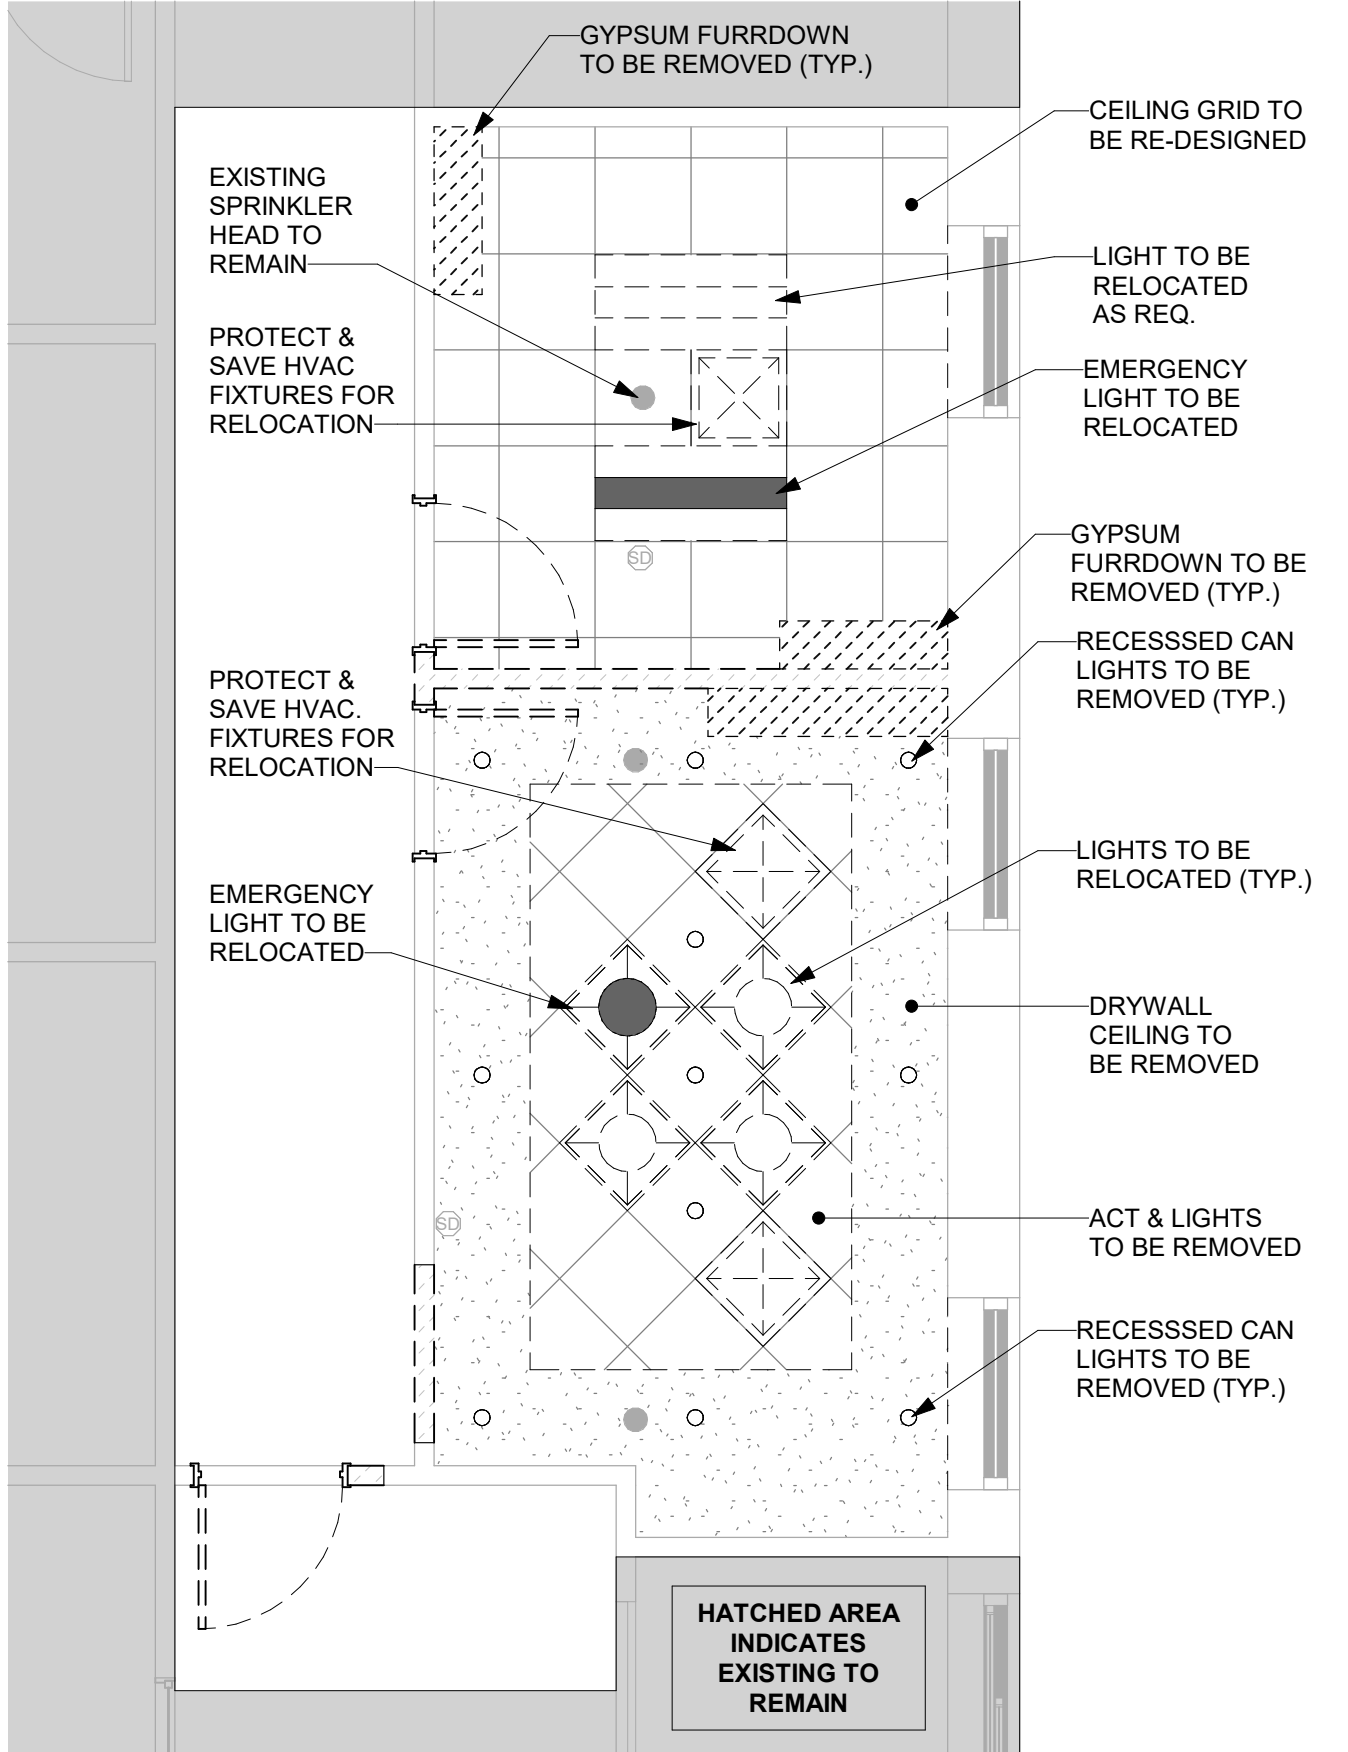 GYPSUM FURRDOWN
TO BE REMOVED (TYP.)
CEILING GRID TO
BE RE-DESIGNED
EXISTING
SPRINKLER
HEAD TO
REMAIN
LIGHT TO BE
RELOCATED
AS REQ.
PROTECT &
SAVE HVAC
FIXTURES FOR
RELOCATION
EMERGENCY
LIGHT TO BE
RELOCATED
SD
GYPSUM
FURRDOWN TO BE
REMOVED (TYP.)
RECESSSED CAN
LIGHTS TO BE
REMOVED (TYP.)
PROTECT &
SAVE HVAC.
FIXTURES FOR
RELOCATION
LIGHTS TO BE
RELOCATED (TYP.)
EMERGENCY
LIGHT TO BE
RELOCATED
DRYWALL
CEILING TO
BE REMOVED
SD
ACT & LIGHTS
TO BE REMOVED
RECESSSED CAN
LIGHTS TO BE
REMOVED (TYP.)
HATCHED AREA
INDICATES
EXISTING TO
REMAIN